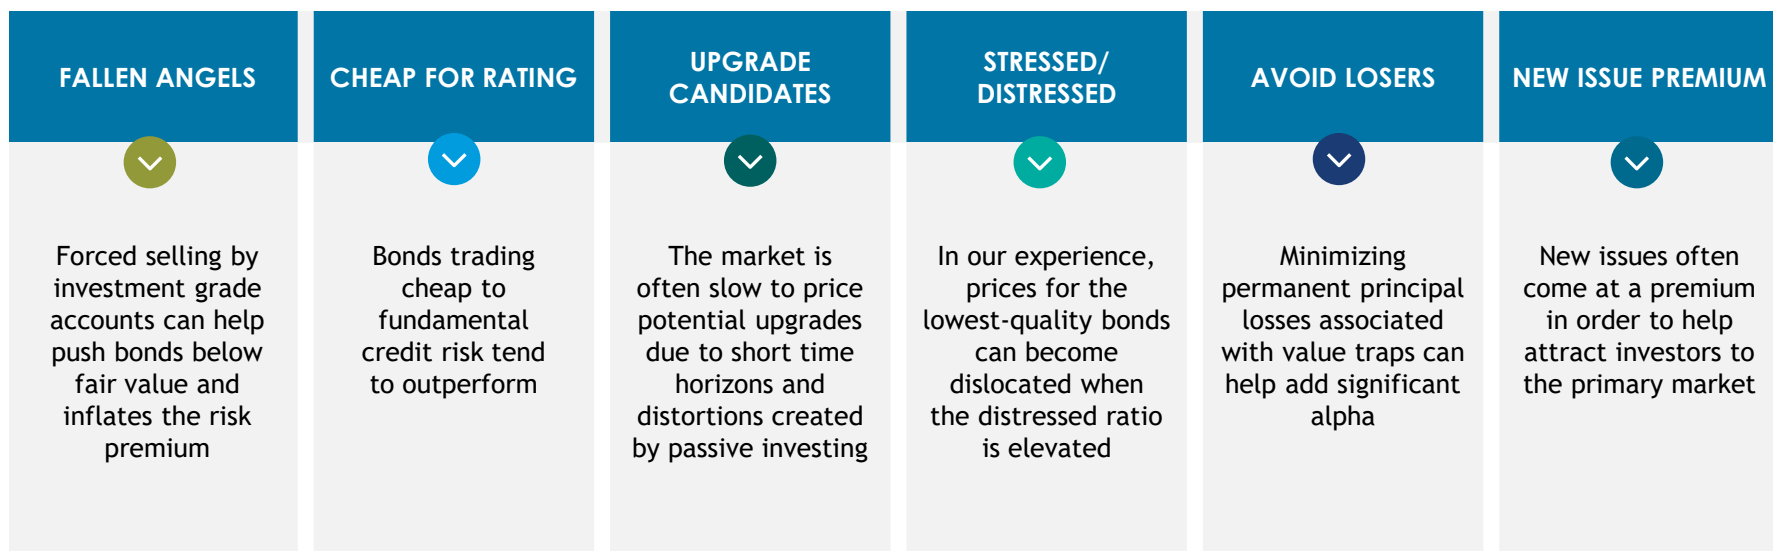 FALLEN ANGELS
Forced selling by
investment grade
accounts can help
push bonds below
fair value and
inflates the risk
premium
CHEAP FOR RATING
Bonds trading
cheap to
fundamental
credit risk tend
to outperform
UPGRADE
CANDIDATES
The market is
often slow to price
potential upgrades
due to short time
horizons and
distortions created
by passive investing
STRESSED/
DISTRESSED
In our experience,
prices for the
lowest-quality bonds
can become
dislocated when
the distressed ratio
is elevated
AVOID LOSERS
Minimizing
permanent principal
losses associated
with value traps can
help add significant
alpha
NEW ISSUE PREMIUM
New issues often
come at a premium
in order to help
attract investors to
the primary market